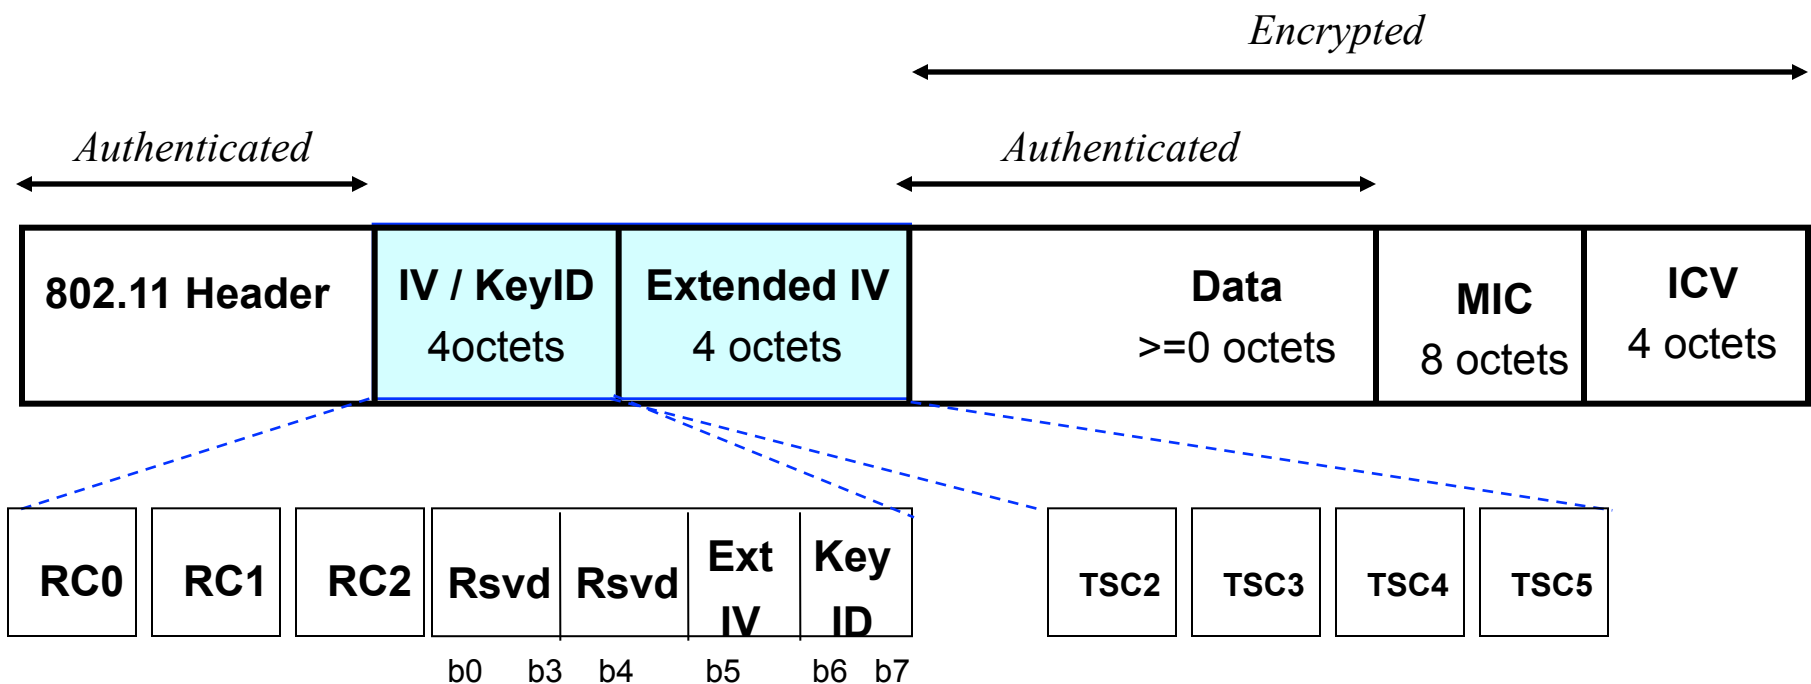 Encrypted
Authenticated
Authenticated
802.11 Header
IV / KeyID
4octets
Extended IV
4 octets
Data
>=0 octets
MIC
8 octets
ICV
4 octets
RC0
RC1
RC2
Rsvd
Rsvd
Ext
IV
Key
ID
TSC2
TSC3
TSC4
TSC5
b0 b3 b4 b5 b6 b7